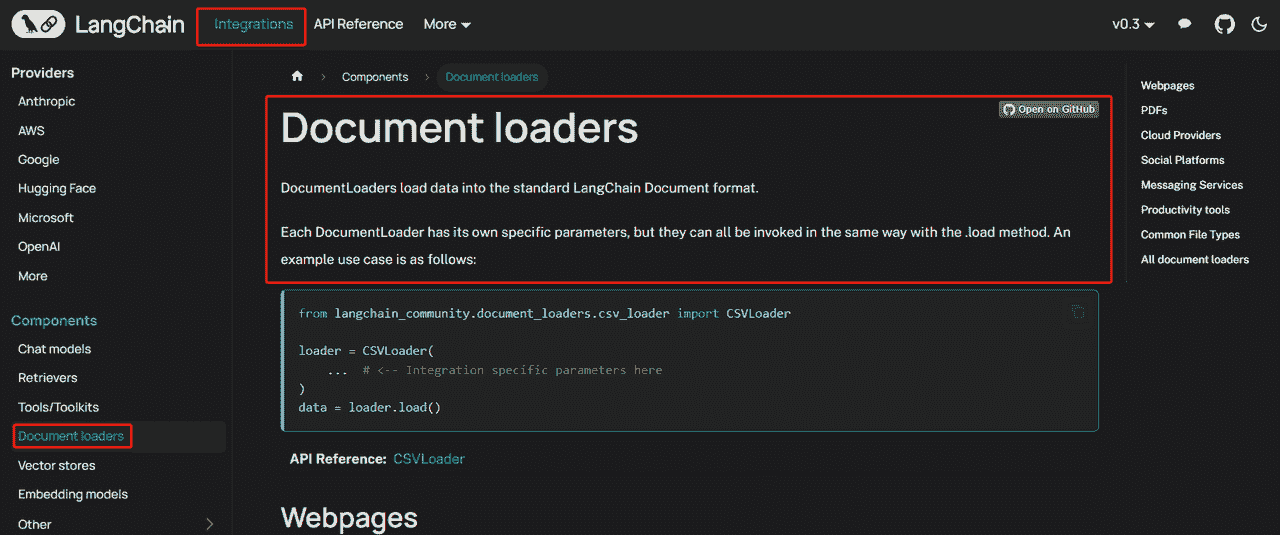 LangChain
Integrations
API Reference
More
v0.3
Providers
Anthropic
AWS
Google
Hugging Face
Microsoft
OpenAI
More
Components
Chat models
Retrievers
Tools/Toolkits
Document loaders
Vector stores
Embedding models
Other
Components
Document loaders
Open on GitHub
Document loaders
DocumentLoaders load data into the standard LangChain Document format.
Each DocumentLoader has its own specific parameters, but they can all be invoked in the same way with the .load method. An
example use case is as follows:
from langchain_community.document_loaders.csv_loader import CSVLoader
loader = CSVLoader(
... # <-- Integration specific parameters here
)
data = loader.load()
API Reference: CSVLoader
Webpages
Webpages
PDFs
Cloud Providers
Social Platforms
Messaging Services
Productivity tools
Common File Types
All document loaders